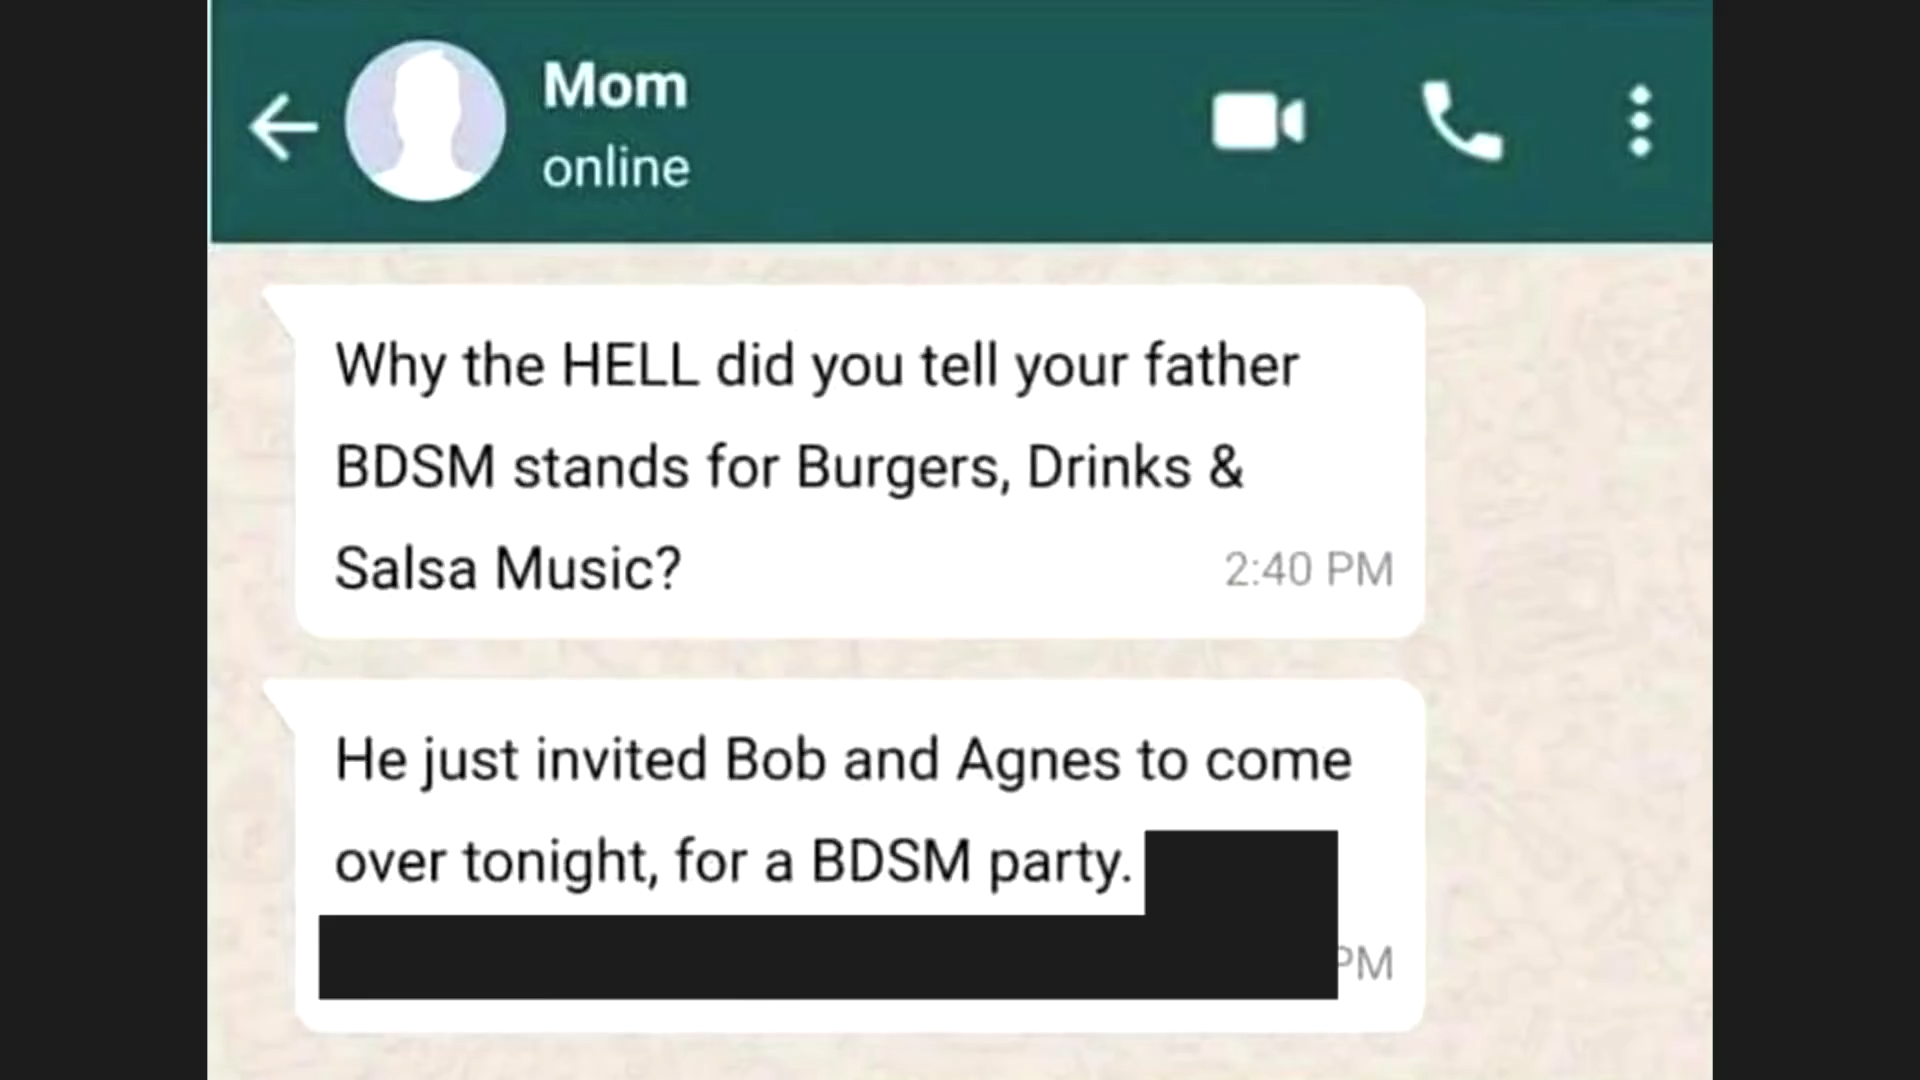 Mom
online
Why the HELL did you tell your father
BDSM stands for Burgers, Drinks &
Salsa Music?
2:40 PM
He just invited Bob and Agnes to come
over tonight, for a BDSM party.
PM